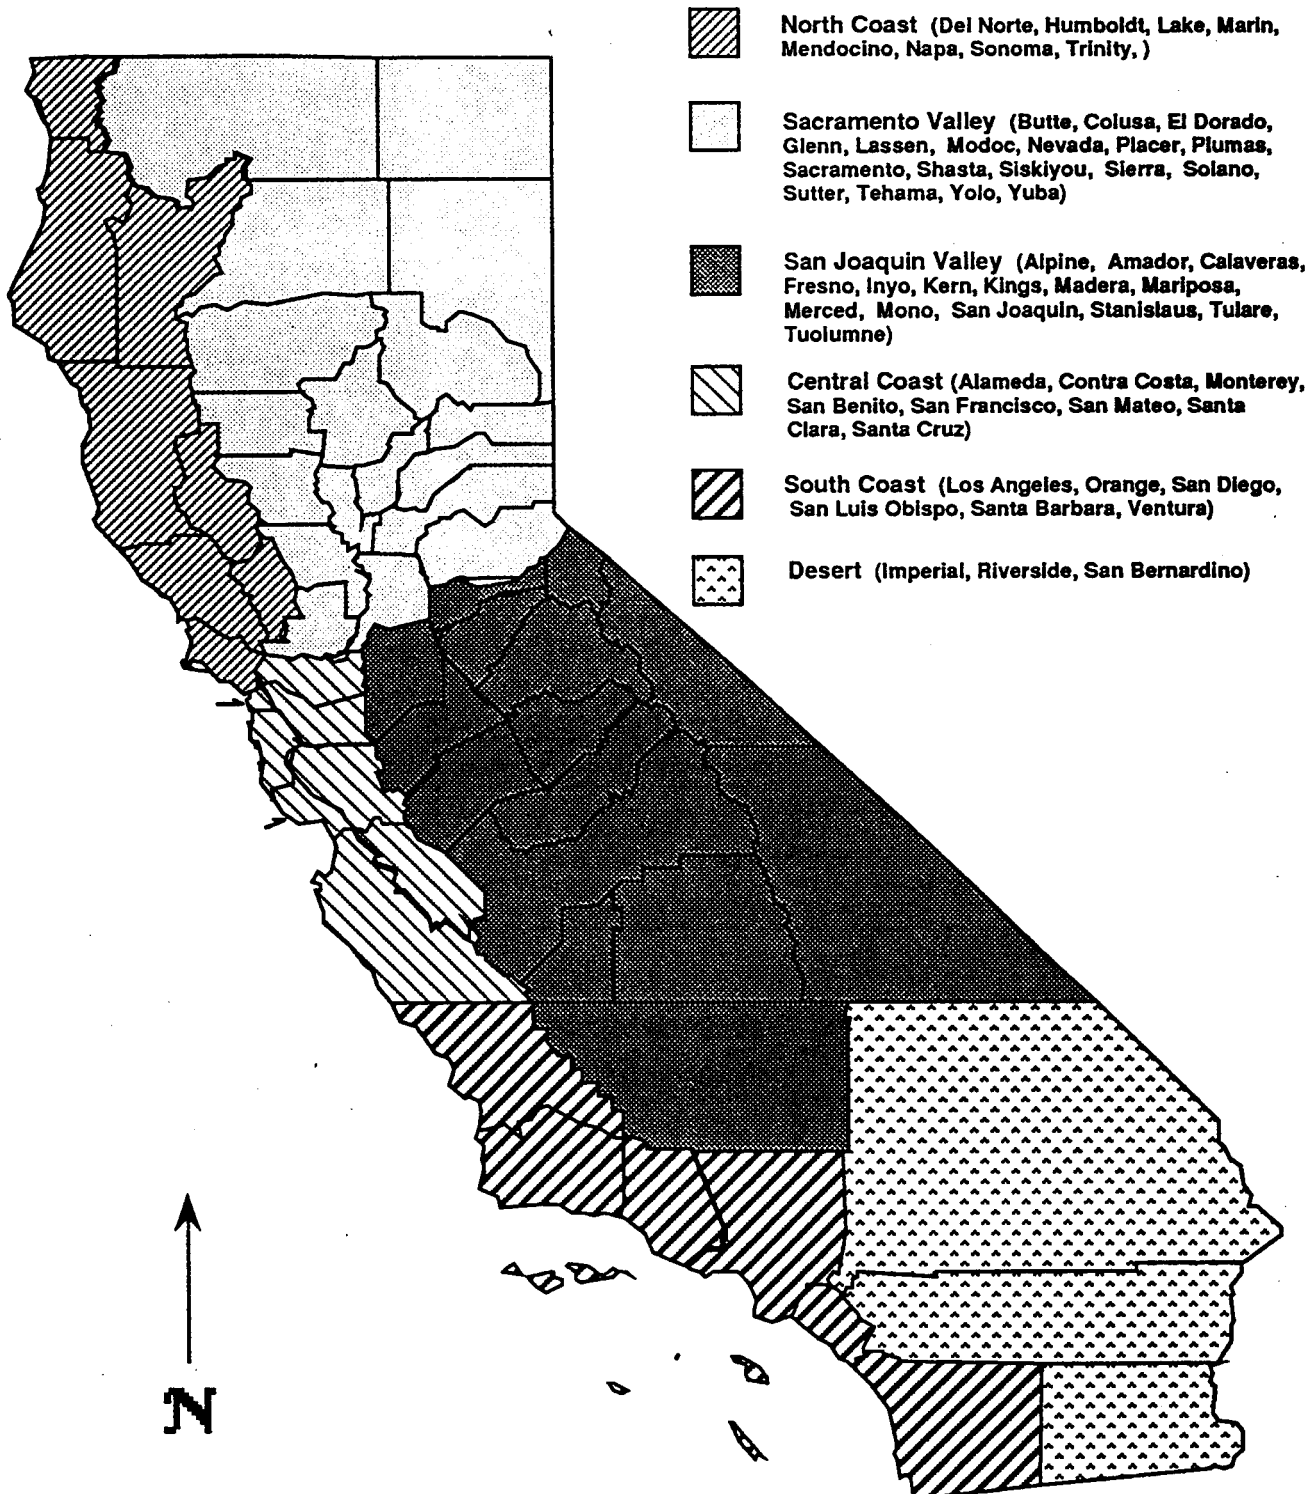 North Coast (Del Norte, Humboldt, Lake, Marin,
Mendocino, Napa, Sonoma, Trinity, )
Sacramento Valley (Butte, Colusa, El Dorado,
Glenn, Lassen, Modoc, Nevada, Placer, Plumas,
Sacramento, Shasta, Siskiyou, Sierra, Solano,
Sutter, Tehama, Yolo, Yuba)
San Joaquin Valley (Alpine, Amador, Calaveras,
Fresno, Inyo, Kern, Kings, Madera, Mariposa,
Merced, Mono, San Joaquin, Stanislaus, Tulare,
Tuolumne)
Central Coast (Alameda, Contra Costa, Monterey,
San Benito, San Francisco, San Mateo, Santa
Clara, Santa Cruz)
South Coast (Los Angeles, Orange, San Diego,
San Luis Obispo, Santa Barbara, Ventura)
Desert (Imperial, Riverside, San Bernardino)
N